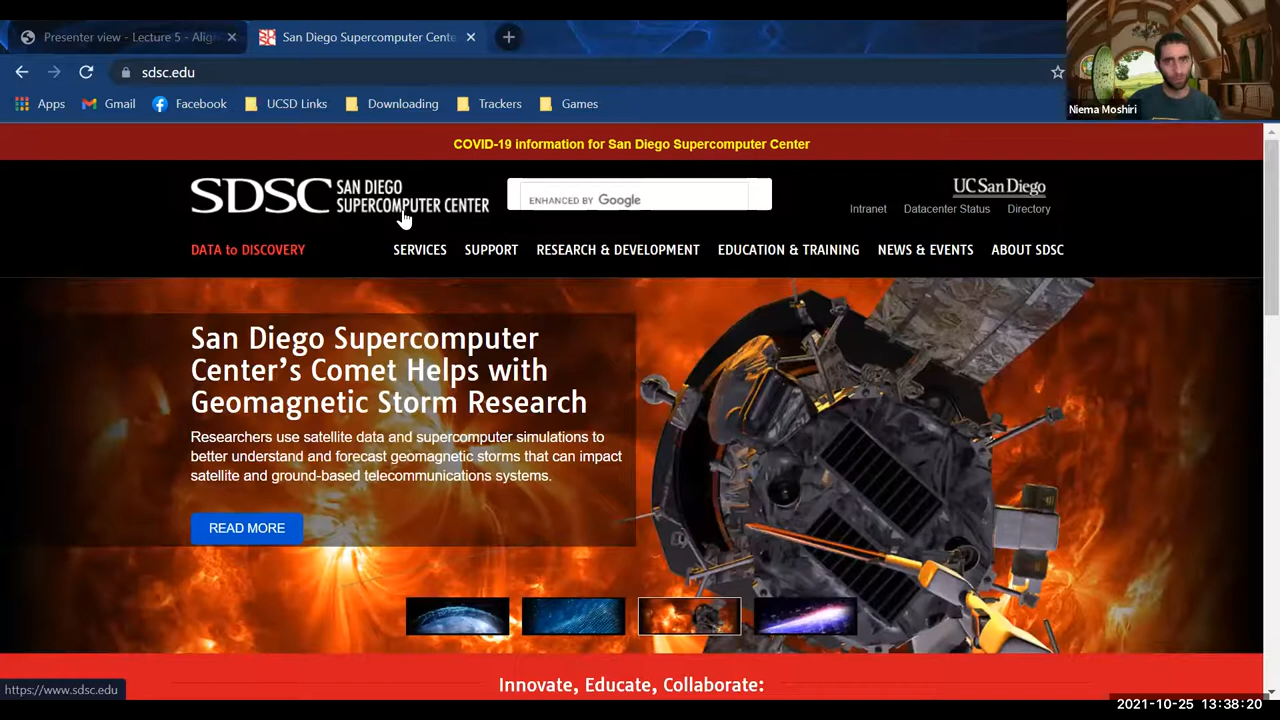 Presenter view - Lecture 5 - Alig
San Diego Supercomputer Cente
sdsc.edu
Apps
Gmail
Facebook
UCSD Links
Downloading
Trackers
Games
Niema Moshiri
COVID-19 information for San Diego Supercomputer Center
SDSC SAN DIEGO
SUPERCOMPUTER CENTER
ENHANCED BY Google
UC San Diego
Intranet
Datacenter Status
Directory
DATA to DISCOVERY
SERVICES
SUPPORT
RESEARCH & DEVELOPMENT
EDUCATION & TRAINING
NEWS & EVENTS
ABOUT SDSC
San Diego Supercomputer
Center’s Comet Helps with
Geomagnetic Storm Research
Researchers use satellite data and supercomputer simulations to
better understand and forecast geomagnetic storms that can impact
satellite and ground-based telecommunications systems.
READ MORE
Innovate, Educate, Collaborate:
https://www.sdsc.edu
2021-10-25 13:38:20